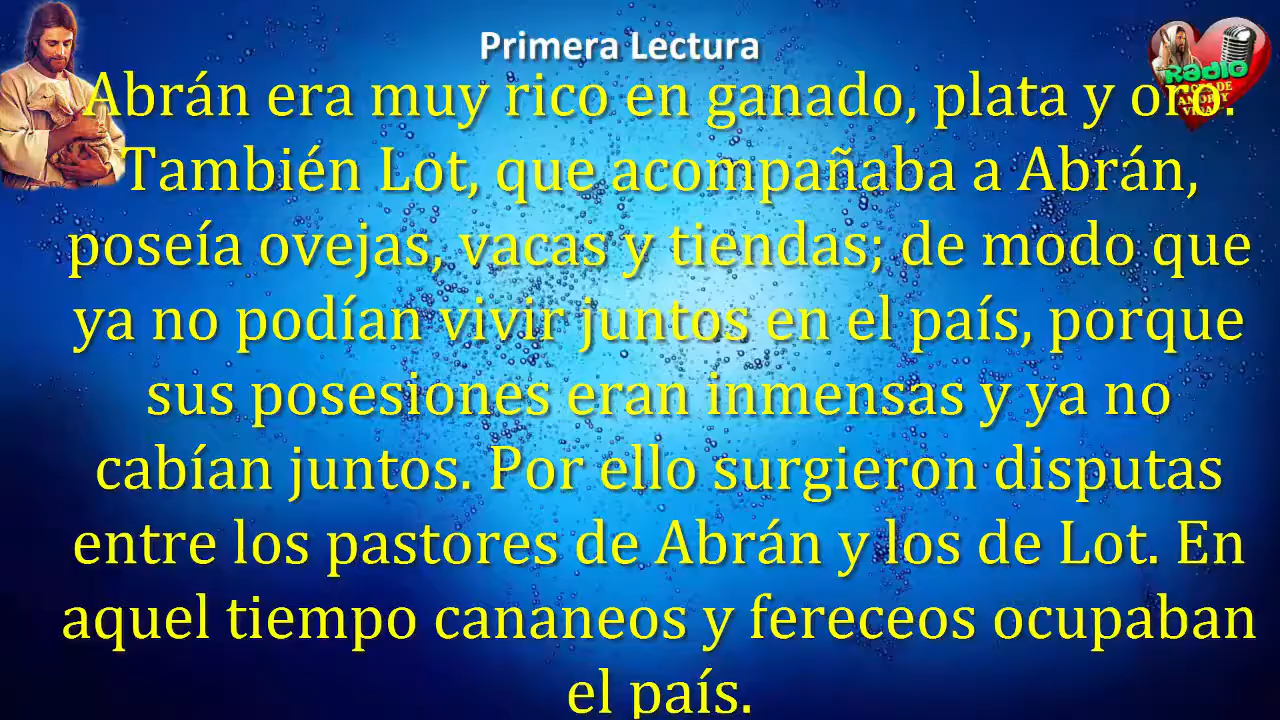 Primera Lectura
Abrán era muy rico en ganado, plata y oro.
También Lot, que acompañaba a Abrán,
poseía ovejas, vacas y tiendas; de modo que
ya no podían vivir juntos en el país, porque
sus posesiones eran inmensas y ya no
cabían juntos. Por ello surgieron disputas
entre los pastores de Abrán y los de Lot. En
aquel tiempo cananeos y fereceos ocupaban
el país.
Radio
DE
AMOR Y